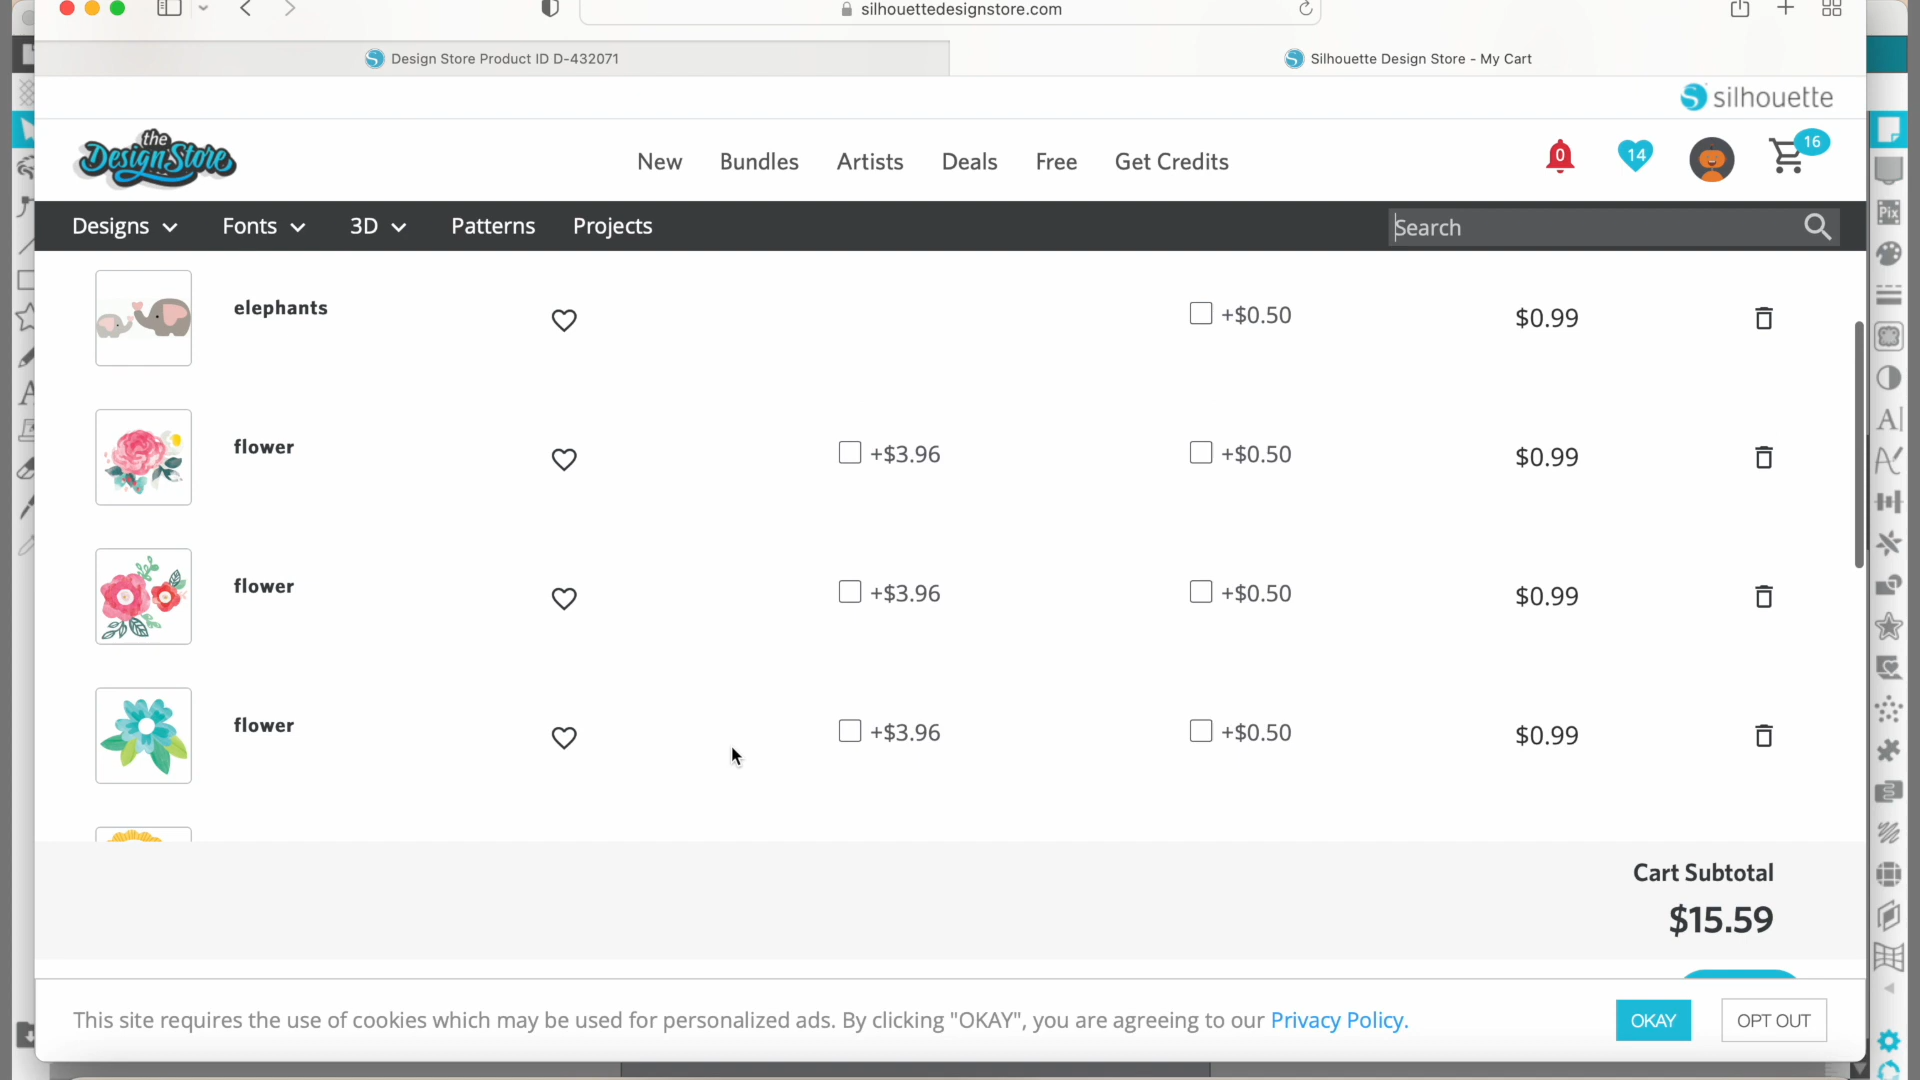 silhouettedesignstore.com
Design Store Product ID D-432071
Silhouette Design Store - My Cart
silhouette
the
Design Store
New Bundles Artists Deals Free Get Credits
0
14
16
Designs Fonts 3D Patterns Projects
Search
elephants
+$0.50 $0.99
flower
+$3.96 +$0.50 $0.99
flower
+$3.96 +$0.50 $0.99
flower
+$3.96 +$0.50 $0.99
Cart Subtotal
$15.59
This site requires the use of cookies which may be used for personalized ads. By clicking "OKAY", you are agreeing to our Privacy Policy.
OKAY
OPT OUT
Pix